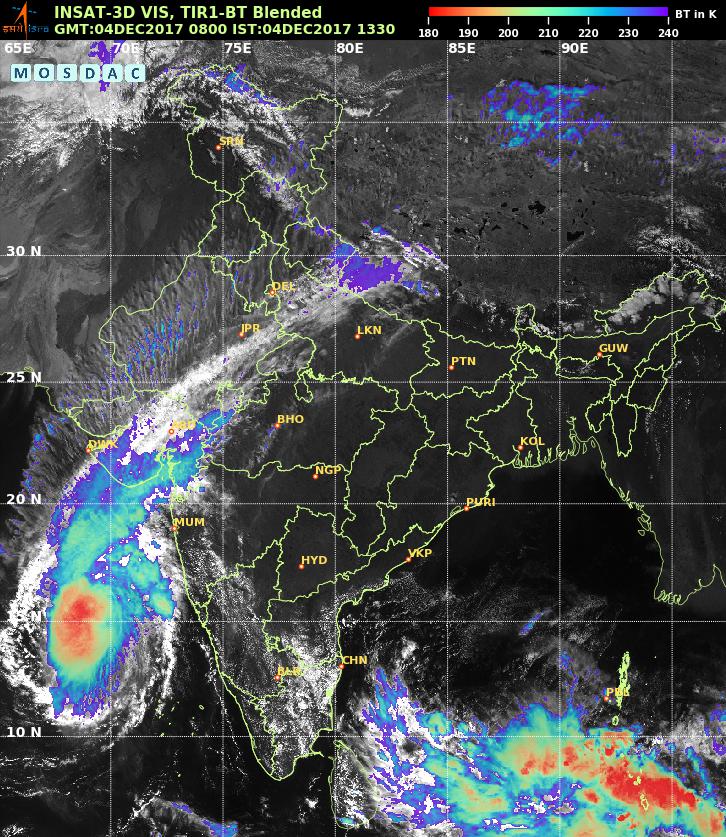 INSAT-3D VIS, TIR1-BT Blended
GMT:04DEC2017 0800 IST:04DEC2017 1330
BT in K
180 190 200 210 220 230 240
65E 70E 75E 80E 85E 90E
MOSDAC
SRN
30 N
DEL
JPR
LKN
GUW
PTN
25 N
BHO
KOL
DWK
NGP
20 N
PURI
MUM
VKP
HYD
CHN
BLR
10 N